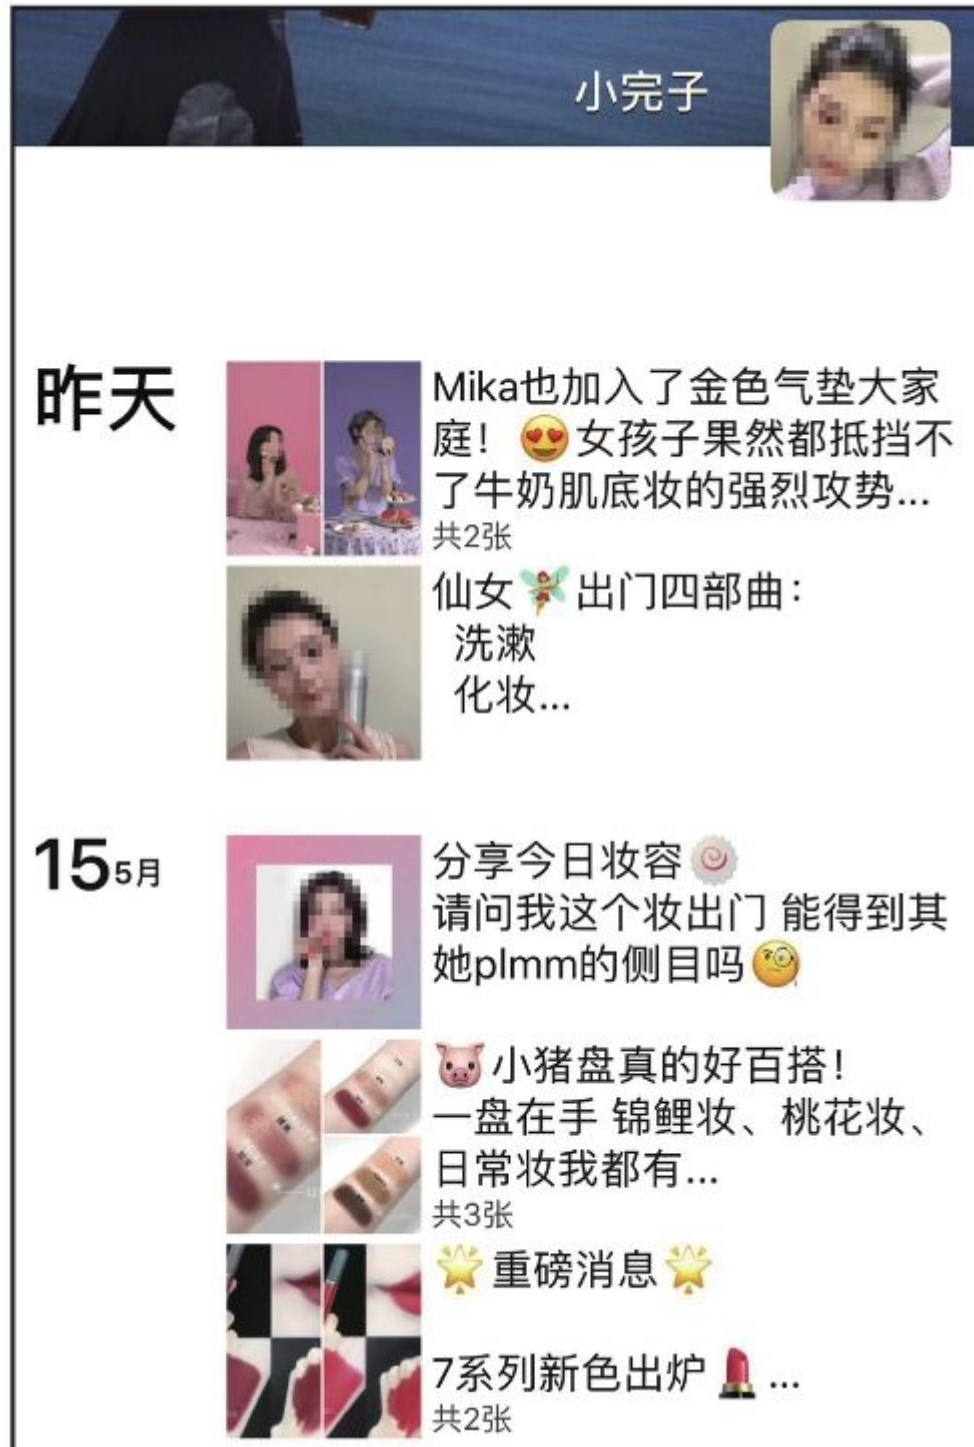 小完子
昨天
Mika也加入了金色气垫大家
庭！😍女孩子果然都抵挡不
了牛奶肌底妆的强烈攻势...
共2张
仙女🧚出门四部曲：
洗漱
化妆...
15 5月
分享今日妆容🍥
请问我这个妆出门 能得到其
她plmm的侧目吗🧐
🐷小猪盘真的好百搭！
一盘在手 锦鲤妆、桃花妆、
日常妆我都有...
共3张
🌟重磅消息🌟
7系列新色出炉💄...
共2张